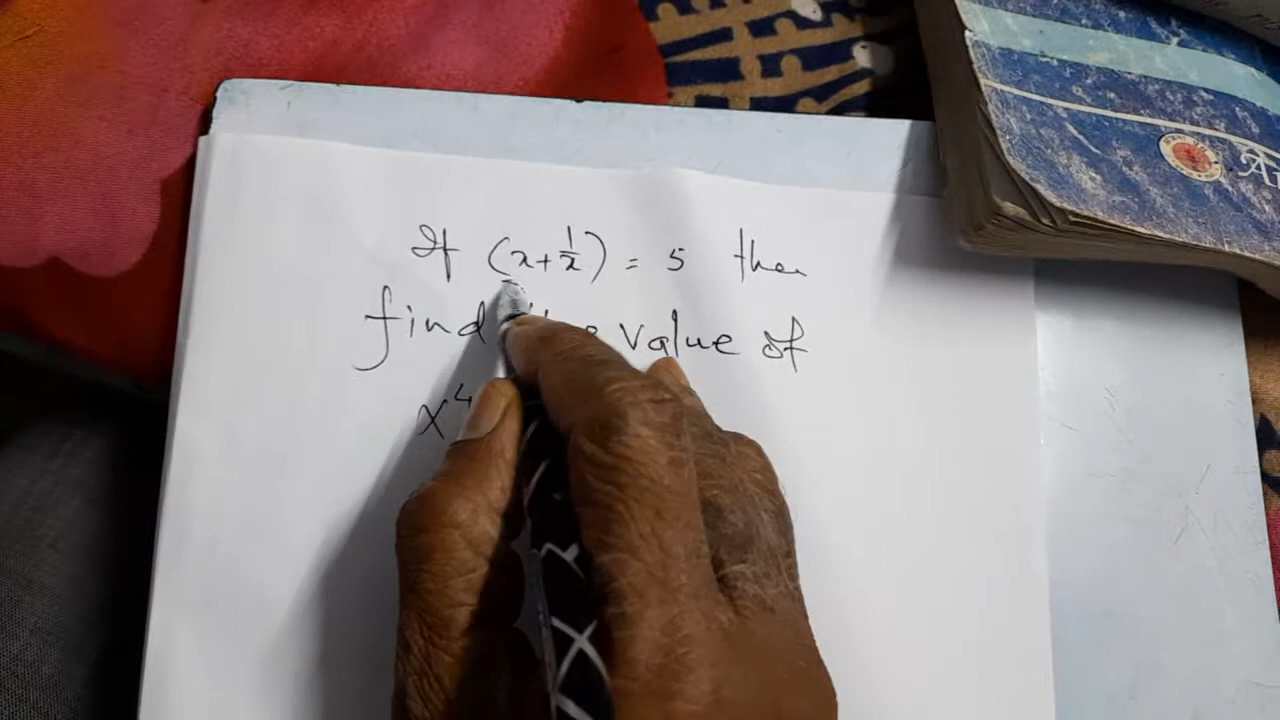 If (x+1/x) = 5 then
find value of
x⁴